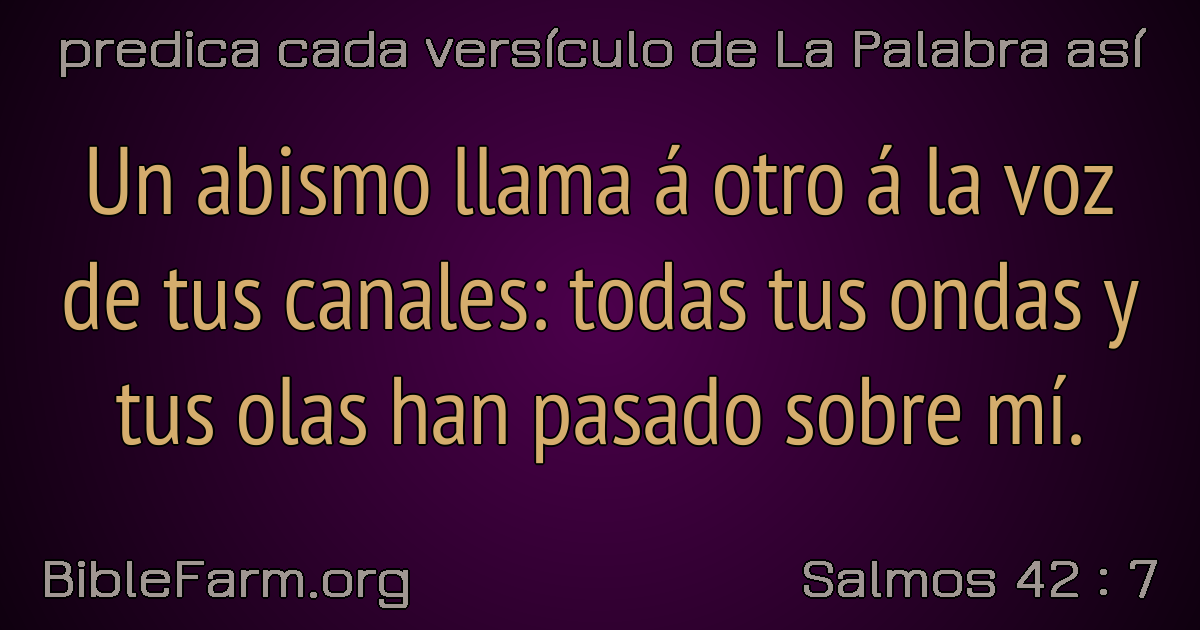 predica cada versículo de La Palabra así
Un abismo llama á otro á la voz
de tus canales: todas tus ondas y
tus olas han pasado sobre mí.
BibleFarm.org
Salmos 42 : 7